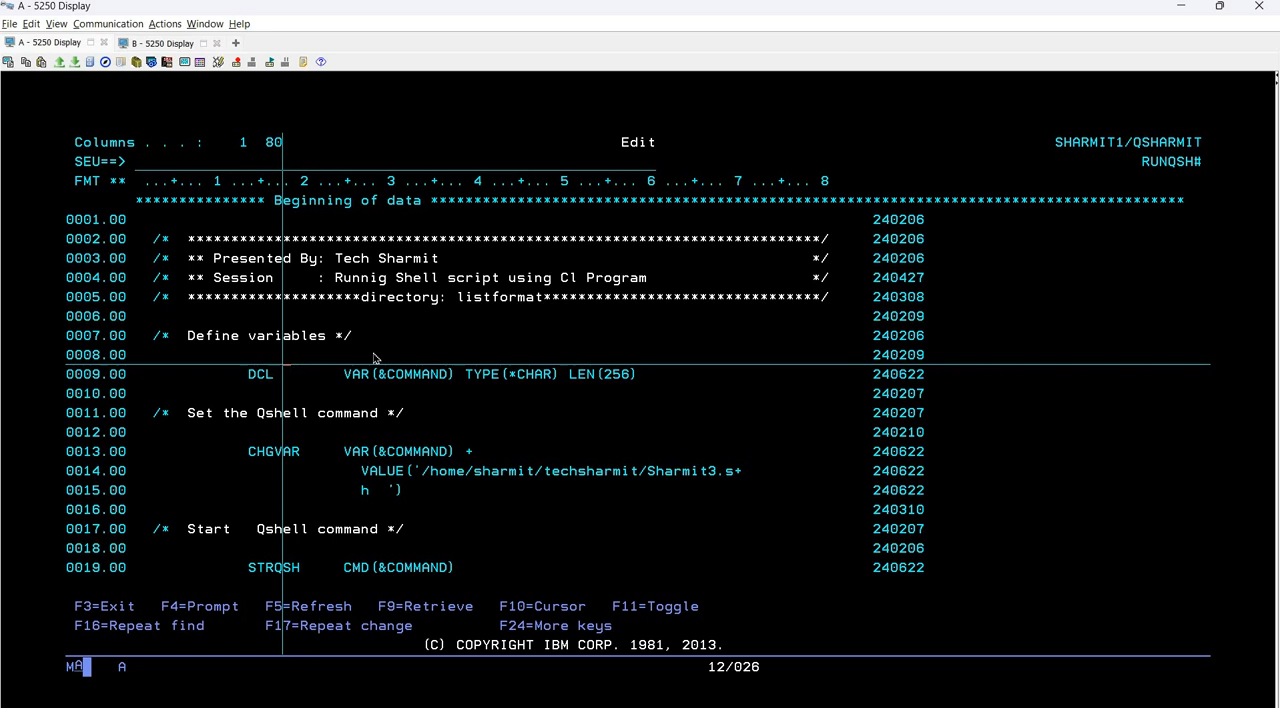 A - 5250 Display
File Edit View Communication Actions Window Help
A - 5250 Display B - 5250 Display
Columns . . . :    1  80                    Edit                    SHARMIT1/QSHARMIT
SEU==>                    RUNQSH#
FMT **  ...+... 1 ...+... 2 ...+... 3 ...+... 4 ...+... 5 ...+... 6 ...+... 7 ...+... 8
*************** Beginning of data ***************************************************************************************
0001.00                    240206
0002.00   /*  *************************************************************************/     240206
0003.00   /*  ** Presented By: Tech Sharmit                                           */     240206
0004.00   /*  ** Session     : Runnig Shell script using Cl Program                   */     240427
0005.00   /*  ********************directory: listformat********************************/     240308
0006.00                    240209
0007.00   /*  Define variables */                    240206
0008.00                    240209
0009.00              DCL        VAR(&COMMAND) TYPE(*CHAR) LEN(256)                    240622
0010.00                    240207
0011.00   /*  Set the Qshell command */                    240207
0012.00                    240210
0013.00              CHGVAR     VAR(&COMMAND) +                    240622
0014.00                           VALUE('/home/sharmit/techsharmit/Sharmit3.s+                    240622
0015.00                           h  ')                    240622
0016.00                    240310
0017.00   /*  Start   Qshell command */                    240207
0018.00                    240206
0019.00              STRQSH     CMD(&COMMAND)                    240622
F3=Exit   F4=Prompt   F5=Refresh   F9=Retrieve   F10=Cursor   F11=Toggle
F16=Repeat find       F17=Repeat change          F24=More keys
(C) COPYRIGHT IBM CORP. 1981, 2013.
MA    A                    12/026